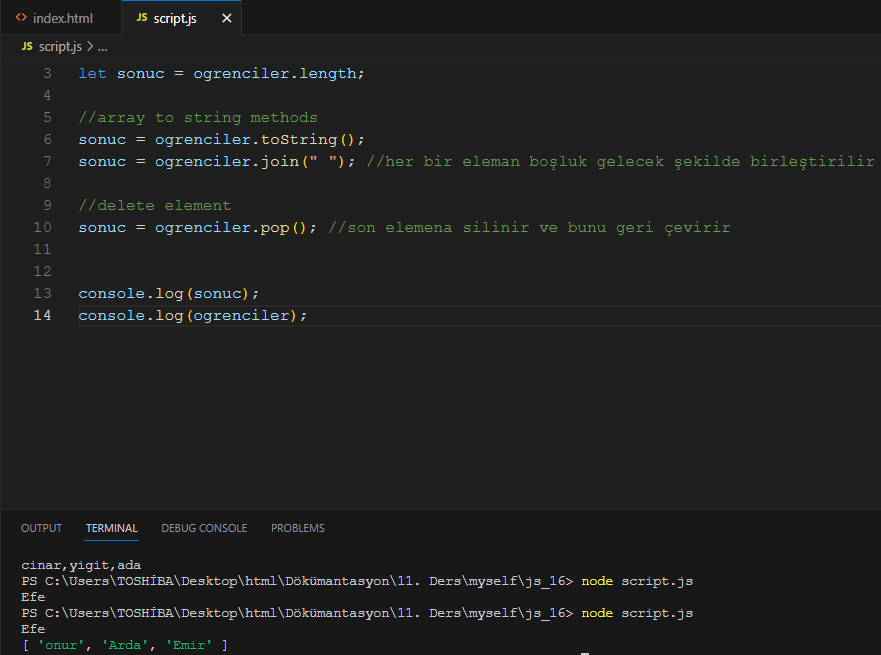 <> index.html JS script.js ×
JS script.js > ...
3 let sonuc = ogrenciler.length;
4
5 //array to string methods
6 sonuc = ogrenciler.toString();
7 sonuc = ogrenciler.join(" "); //her bir eleman boşluk gelecek şekilde birleştirilir
8
9 //delete element
10 sonuc = ogrenciler.pop(); //son elemena silinir ve bunu geri çevirir
11
12
13 console.log(sonuc);
14 console.log(ogrenciler);
OUTPUT TERMINAL DEBUG CONSOLE PROBLEMS
cinar,yigit,ada
PS C:\Users\TOSHİBA\Desktop\html\Dökümantasyon\11. Ders\myself\js_16> node script.js
Efe
PS C:\Users\TOSHİBA\Desktop\html\Dökümantasyon\11. Ders\myself\js_16> node script.js
Efe
[ 'onur', 'Arda', 'Emir' ]